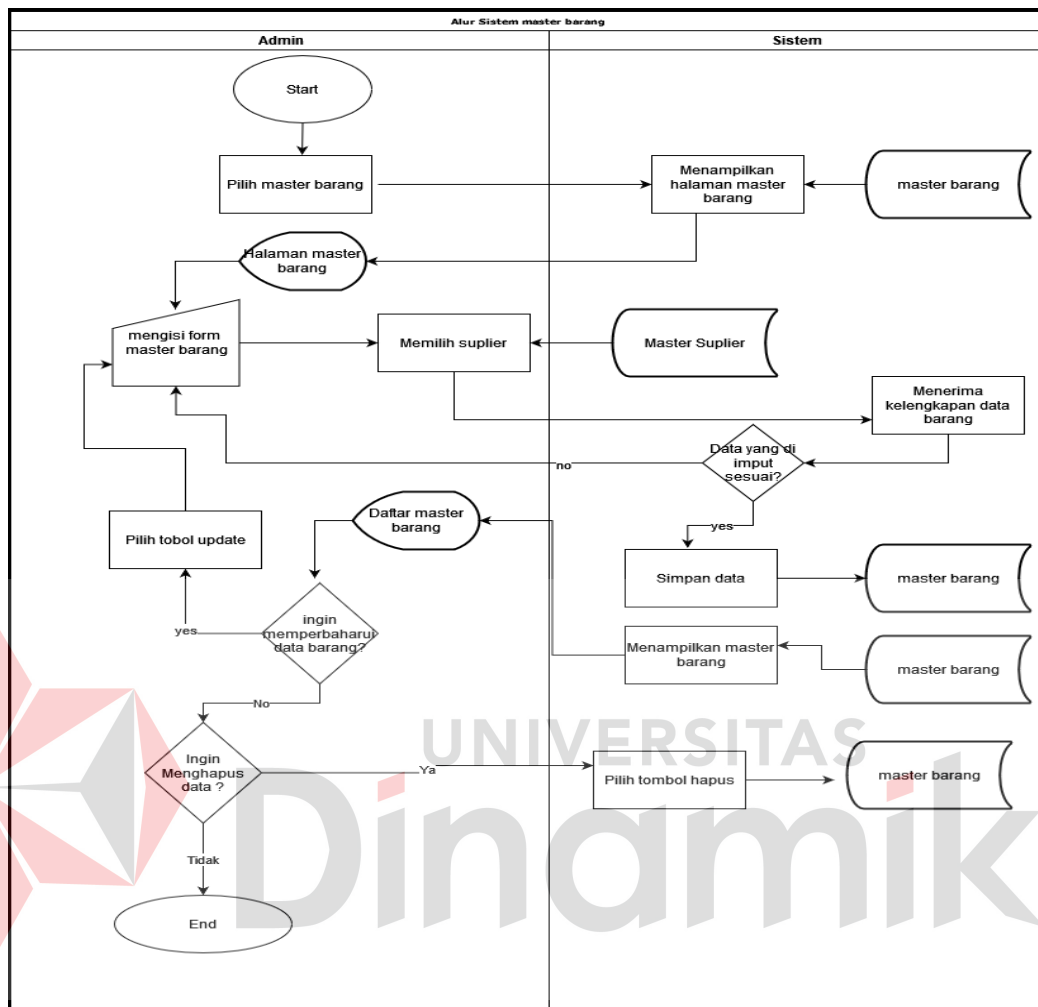 Alur Sistem master barang
Admin
Sistem
Start
Pilih master barang
Menampilkan
halaman master
barang
master barang
Halaman master
barang
mengisi form
master barang
Memilih suplier
Master Suplier
Menerima
kelengkapan data
barang
Data yang di
imput
sesuai?
no
yes
Daftar master
barang
Pilih tobol update
Simpan data
master barang
ingin
memperbaharui
data barang?
yes
Menampilkan master
barang
master barang
No
UNIVERSITAS
Dinamika
Ingin
Menghapus
data ?
Ya
Pilih tombol hapus
master barang
Tidak
End